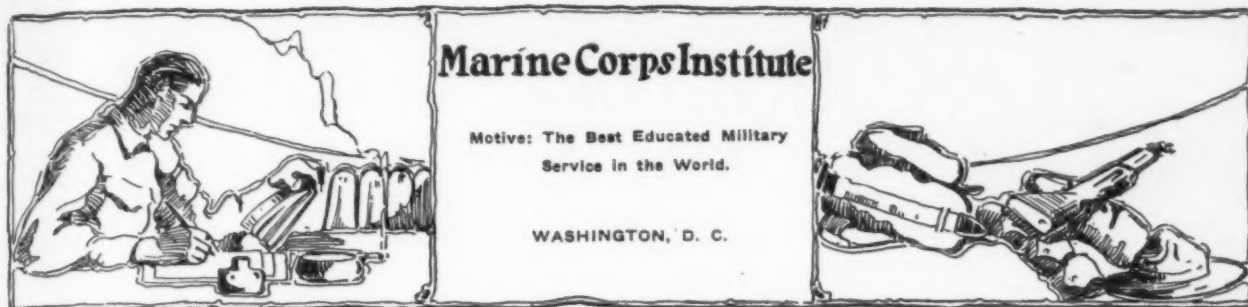 Marine Corps Institute
Motive: The Best Educated Military
Service in the World.
WASHINGTON, D. C.